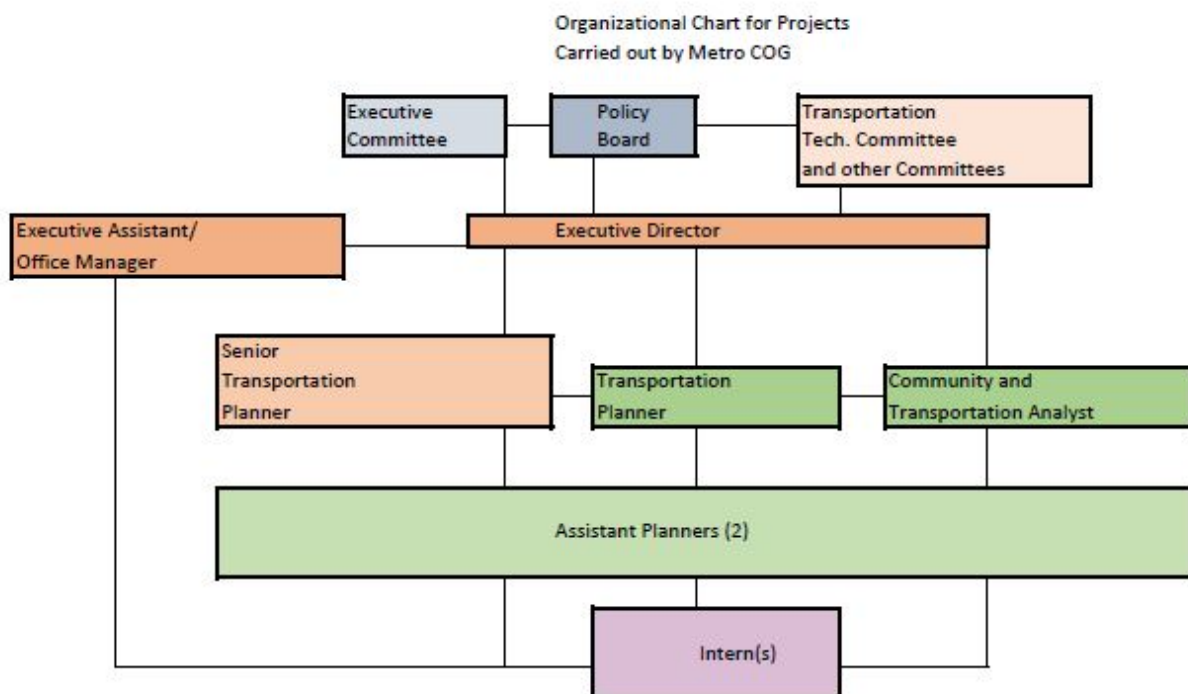 Organizational Chart for Projects
Carried out by Metro COG
Executive
Committee
Policy
Board
Transportation
Tech. Committee
and other Committees
Executive Assistant/
Office Manager
Executive Director
Senior
Transportation
Planner
Transportation
Planner
Community and
Transportation Analyst
Assistant Planners (2)
Intern(s)